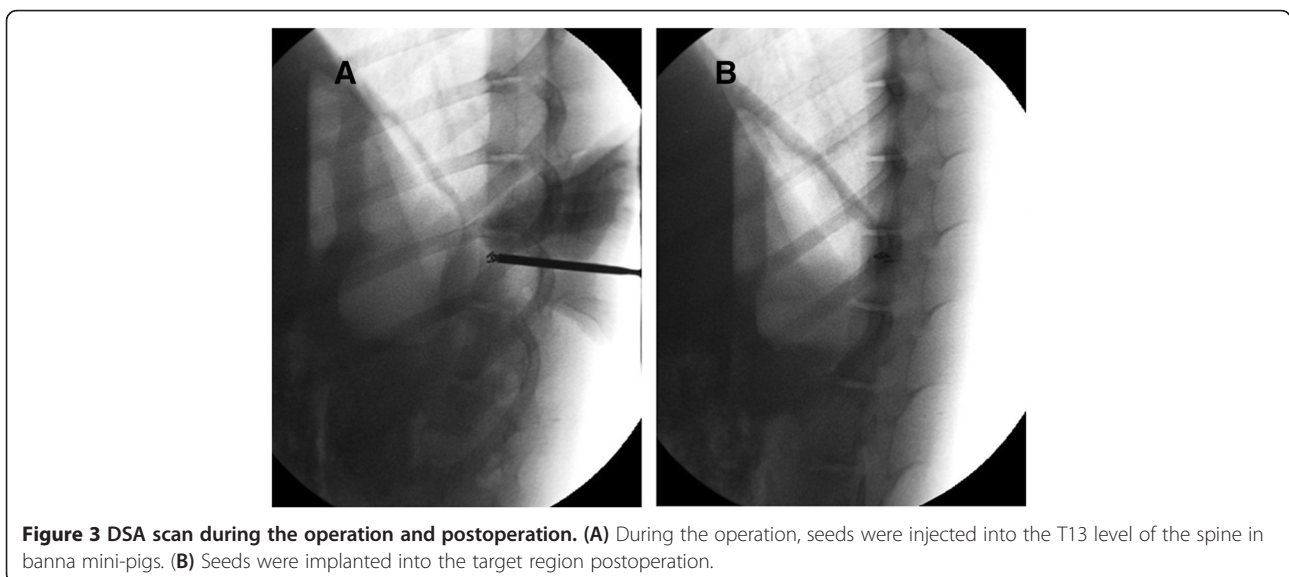 A
B
Figure 3 DSA scan during the operation and postoperation. (A) During the operation, seeds were injected into the T13 level of the spine in
banna mini-pigs. (B) Seeds were implanted into the target region postoperation.